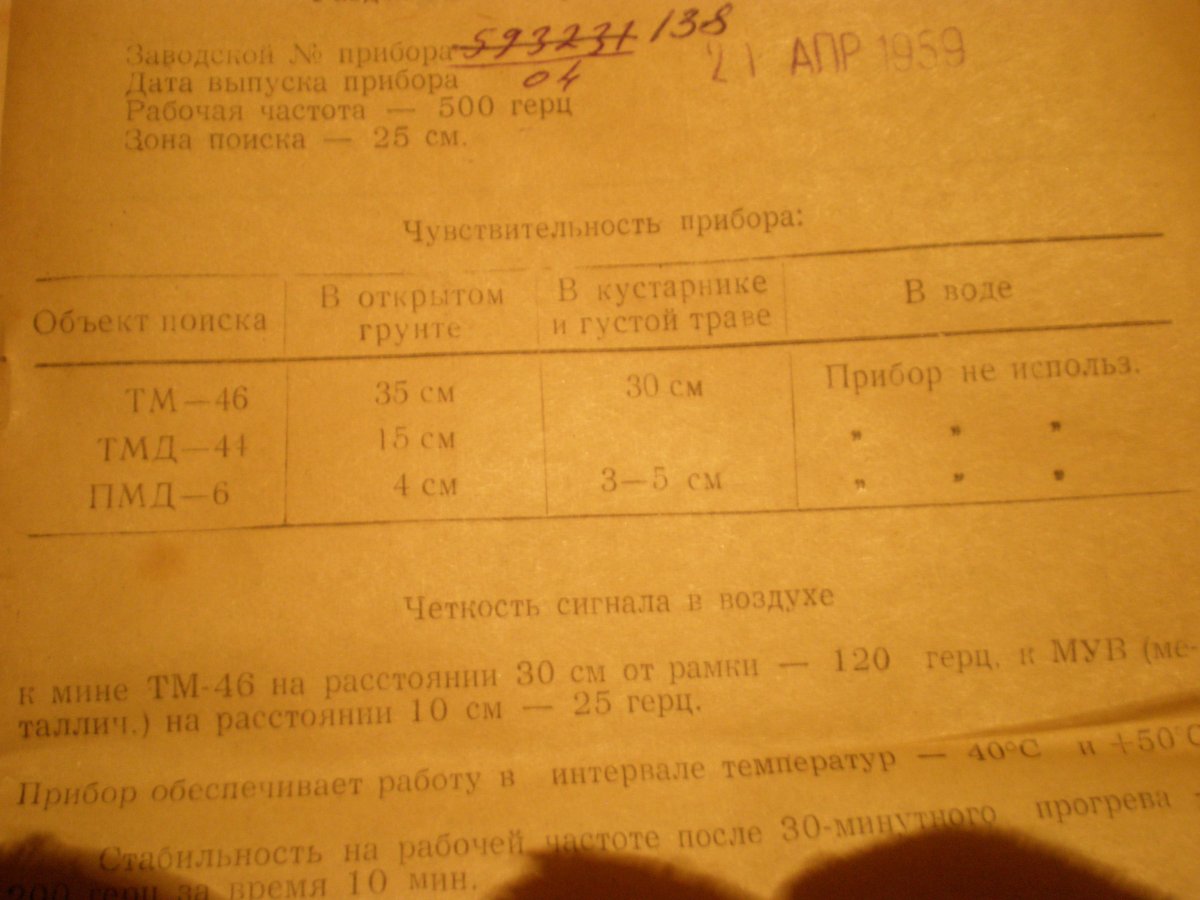 Заводской № прибора 593231 138
21 АПР 1959
Дата выпуска прибора 04
Рабочая частота — 500 герц
Зона поиска — 25 см.
Чувствительность прибора:
Объект поиска В открытом грунте В кустарнике и густой траве В воде
ТМ—46 35 см 30 см Прибор не использ.
ТМД—44 15 см „ „ „
ПМД—6 4 см 3—5 см „ „ „
Четкость сигнала в воздухе
к мине ТМ-46 на расстоянии 30 см от рамки — 120 герц. к МУВ (ме-
таллич.) на расстоянии 10 см — 25 герц.
Прибор обеспечивает работу в интервале температур — 40°С и +50°С
Стабильность на рабочей частоте после 30-минутного прогрева
герц за время 10 мин.